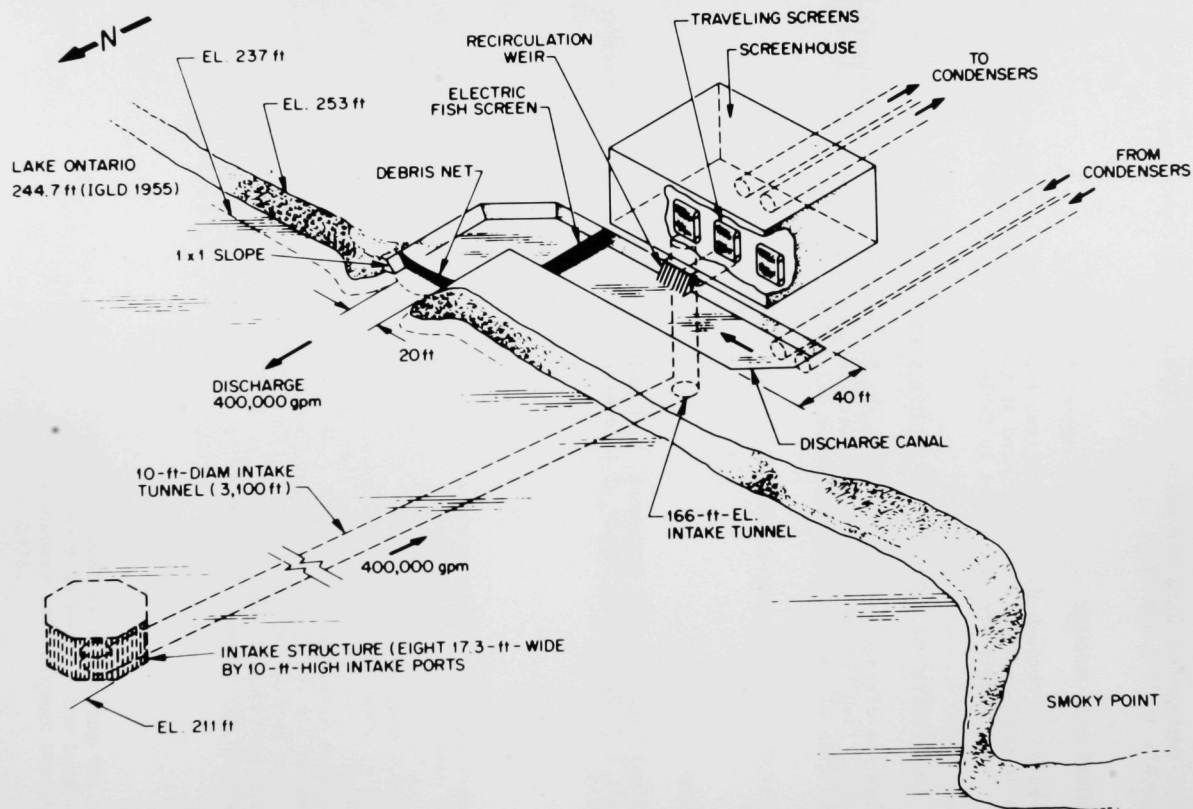 N
EL. 237 ft
EL. 253 ft
LAKE ONTARIO
244.7 ft (IGLD 1955)
1 x 1 SLOPE
DEBRIS NET
ELECTRIC
FISH SCREEN
RECIRCULATION
WEIR
TRAVELING SCREENS
SCREENHOUSE
TO
CONDENSERS
FROM
CONDENSERS
20 ft
DISCHARGE
400,000 gpm
40 ft
DISCHARGE CANAL
10-ft-DIAM INTAKE
TUNNEL (3,100 ft)
400,000 gpm
166-ft-EL.
INTAKE TUNNEL
INTAKE STRUCTURE (EIGHT 17.3-ft-WIDE
BY 10-ft-HIGH INTAKE PORTS
EL. 211 ft
SMOKY POINT